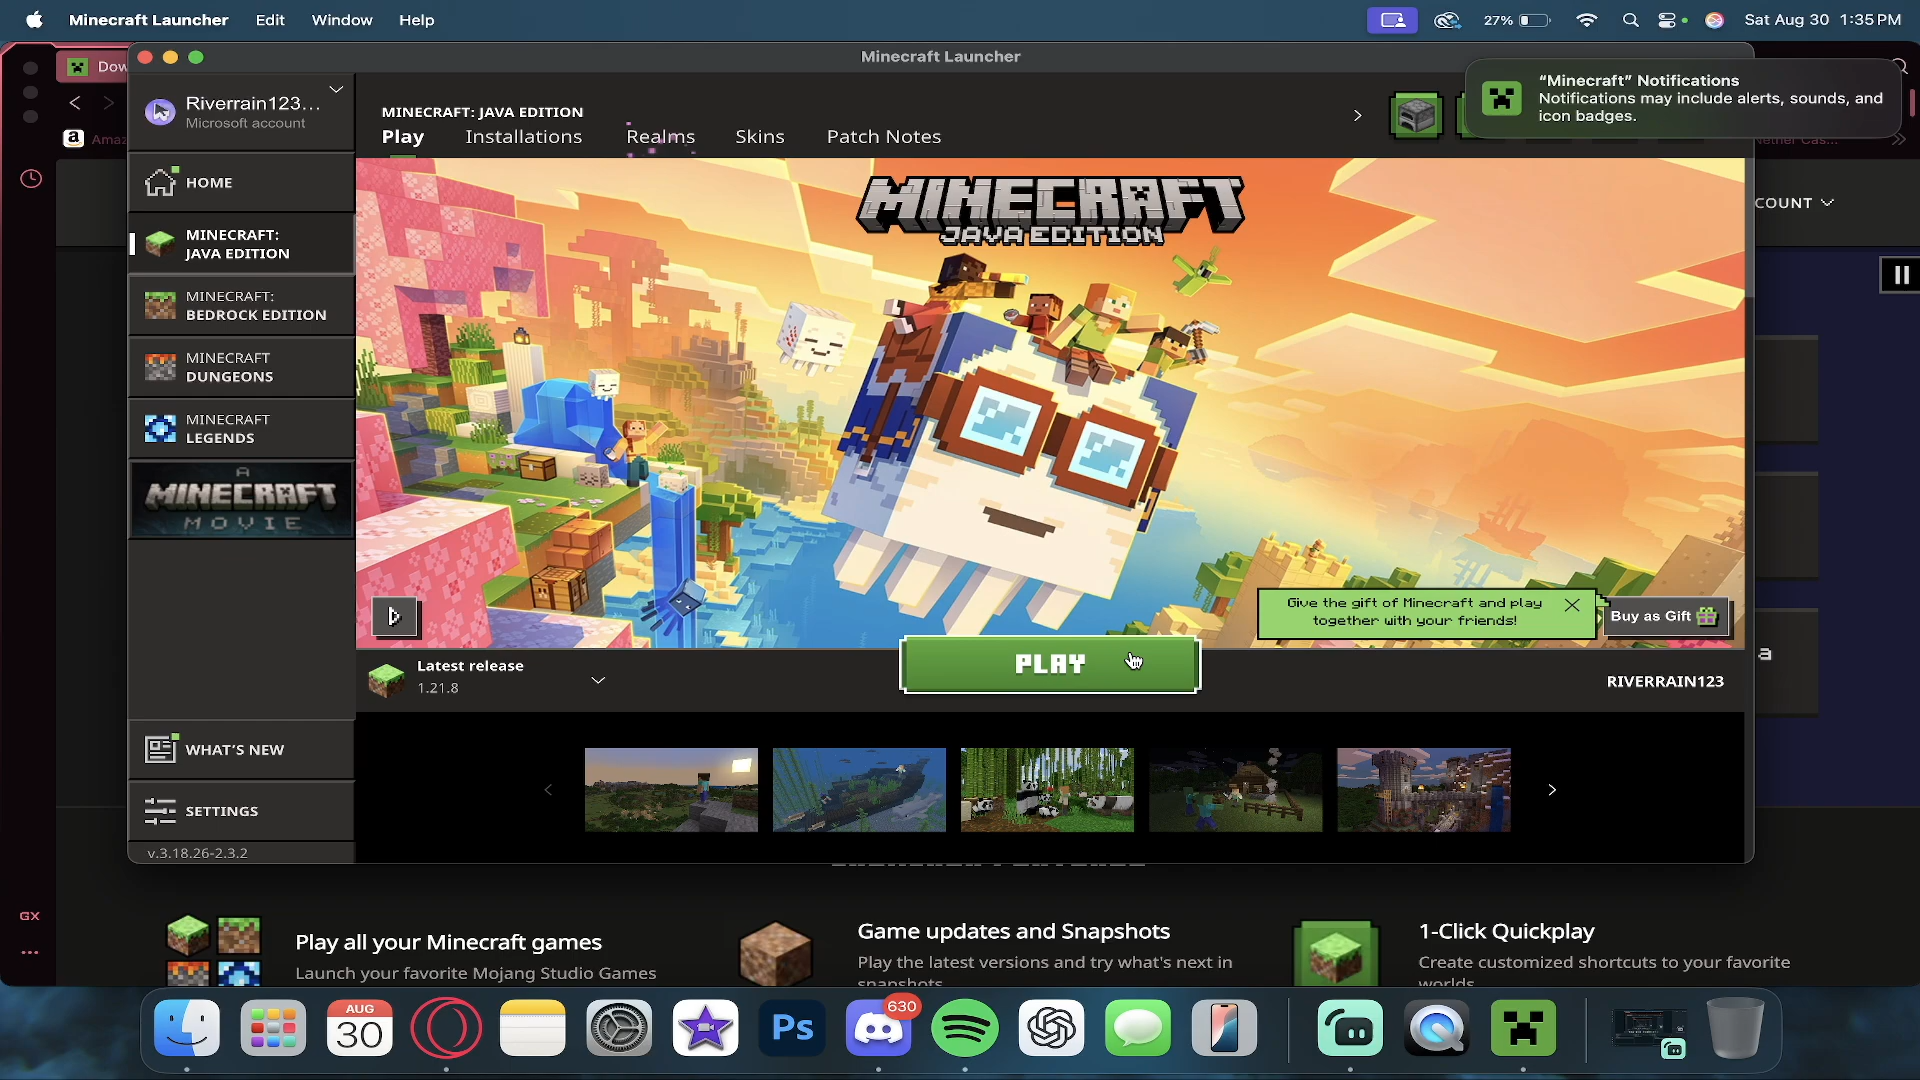 Minecraft Launcher Edit Window Help
27% Sat Aug 30 1:35 PM
Minecraft Launcher
Dow
Riverrain123...
Microsoft account
"Minecraft" Notifications
Notifications may include alerts, sounds, and
icon badges.
Amaz
Nether Cas...
MINECRAFT: JAVA EDITION
Play Installations Realms Skins Patch Notes
HOME
MINECRAFT:
JAVA EDITION
MINECRAFT:
BEDROCK EDITION
MINECRAFT
DUNGEONS
MINECRAFT
LEGENDS
A
MINECRAFT
MOVIE
MINECRAFT
JAVA EDITION
COUNT
Give the gift of Minecraft and play
together with your friends!
Buy as Gift
Latest release
1.21.8
PLAY
RIVERRAIN123
a
WHAT'S NEW
SETTINGS
v.3.18.26-2.3.2
GX
Play all your Minecraft games
Launch your favorite Mojang Studio Games
Game updates and Snapshots
Play the latest versions and try what's next in
snapshots
1-Click Quickplay
Create customized shortcuts to your favorite
worlds
AUG
30
Ps
630